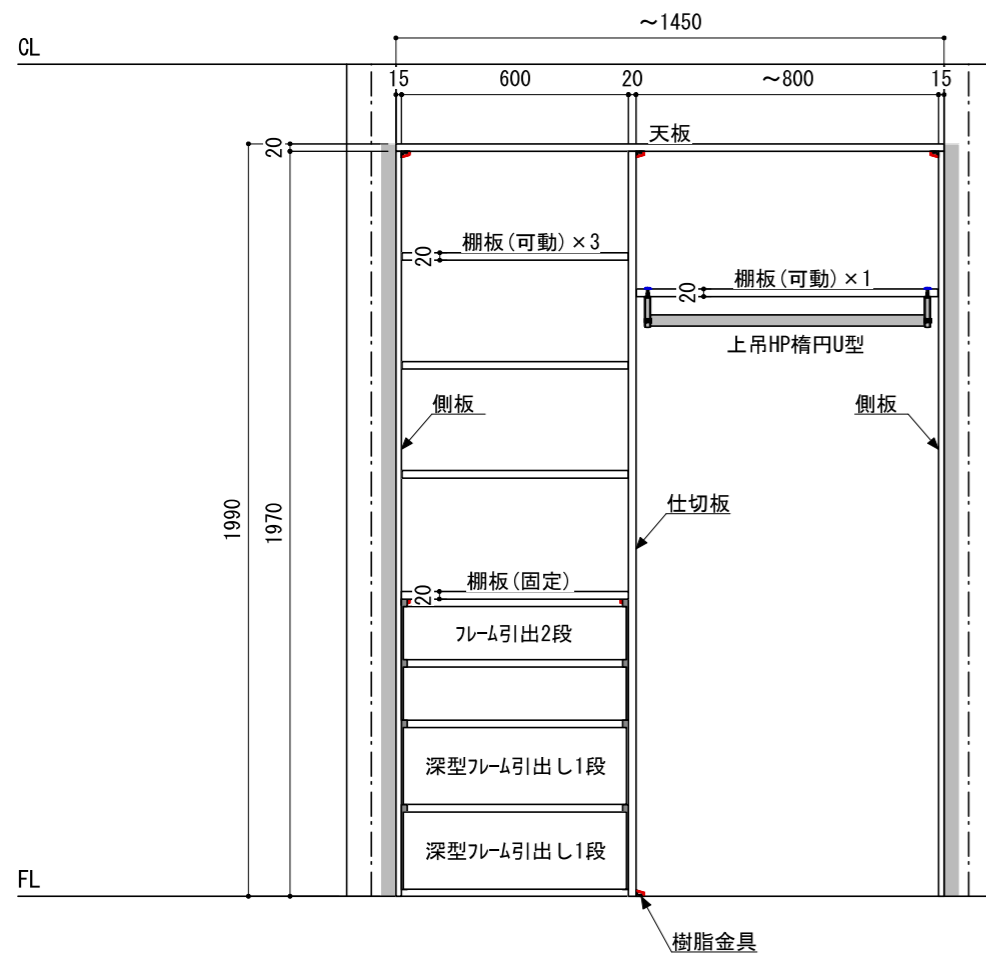 ~1450
CL
15 600 20 ~800 15
天板
20
棚板(可動)×3
20
棚板(可動)×1
20
上吊HP楕円U型
側板
側板
仕切板
1990
1970
棚板(固定)
20
フレーム引出2段
深型フレーム引出し1段
深型フレーム引出し1段
FL
樹脂金具